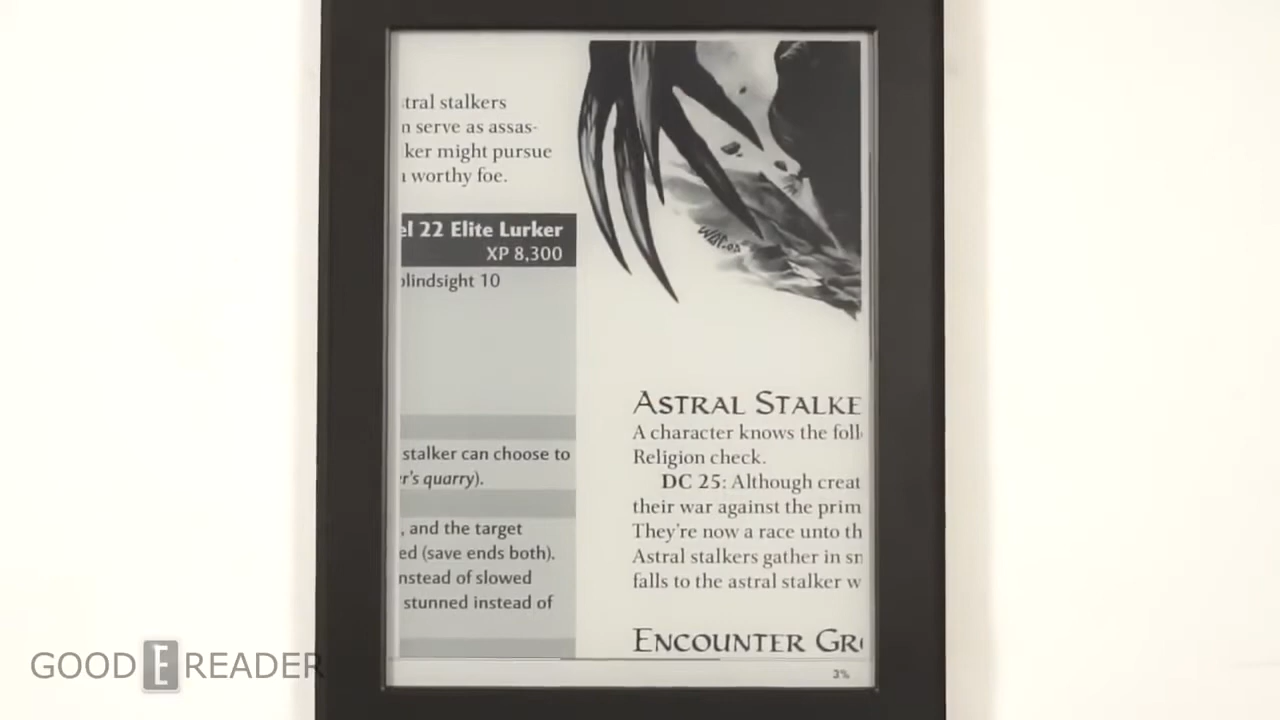 tral stalkers
n serve as assas-
ker might pursue
worthy foe.
el 22 Elite Lurker
XP 8,300
blindsight 10
stalker can choose to
r's quarry).
, and the target
ed (save ends both).
nstead of slowed
stunned instead of
ASTRAL STALKE
A character knows the foll
Religion check.
DC 25: Although creat
their war against the prim
They're now a race unto th
Astral stalkers gather in sm
falls to the astral stalker w
ENCOUNTER GR
3%
GOOD E READER